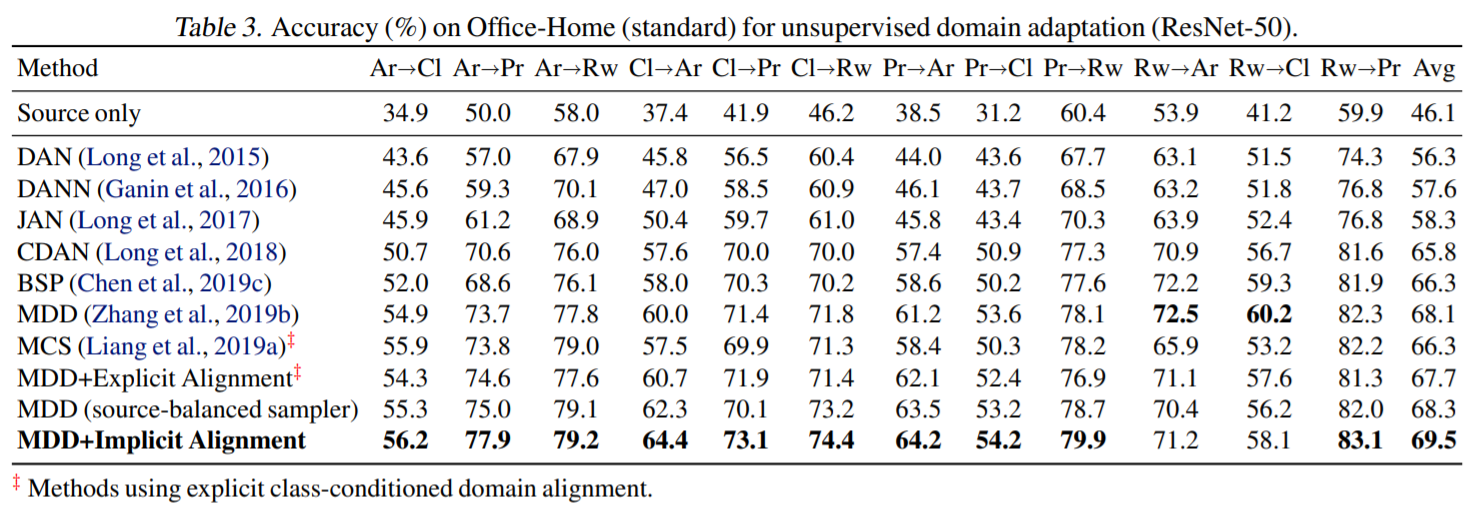 Table 3. Accuracy (%) on Office-Home (standard) for unsupervised domain adaptation (ResNet-50).
Method Ar→Cl Ar→Pr Ar→Rw Cl→Ar Cl→Pr Cl→Rw Pr→Ar Pr→Cl Pr→Rw Rw→Ar Rw→Cl Rw→Pr Avg
Source only 34.9 50.0 58.0 37.4 41.9 46.2 38.5 31.2 60.4 53.9 41.2 59.9 46.1
DAN (Long et al., 2015) 43.6 57.0 67.9 45.8 56.5 60.4 44.0 43.6 67.7 63.1 51.5 74.3 56.3
DANN (Ganin et al., 2016) 45.6 59.3 70.1 47.0 58.5 60.9 46.1 43.7 68.5 63.2 51.8 76.8 57.6
JAN (Long et al., 2017) 45.9 61.2 68.9 50.4 59.7 61.0 45.8 43.4 70.3 63.9 52.4 76.8 58.3
CDAN (Long et al., 2018) 50.7 70.6 76.0 57.6 70.0 70.0 57.4 50.9 77.3 70.9 56.7 81.6 65.8
BSP (Chen et al., 2019c) 52.0 68.6 76.1 58.0 70.3 70.2 58.6 50.2 77.6 72.2 59.3 81.9 66.3
MDD (Zhang et al., 2019b) 54.9 73.7 77.8 60.0 71.4 71.8 61.2 53.6 78.1 72.5 60.2 82.3 68.1
MCS (Liang et al., 2019a)‡ 55.9 73.8 79.0 57.5 69.9 71.3 58.4 50.3 78.2 65.9 53.2 82.2 66.3
MDD+Explicit Alignment‡ 54.3 74.6 77.6 60.7 71.9 71.4 62.1 52.4 76.9 71.1 57.6 81.3 67.7
MDD (source-balanced sampler) 55.3 75.0 79.1 62.3 70.1 73.2 63.5 53.2 78.7 70.4 56.2 82.0 68.3
MDD+Implicit Alignment 56.2 77.9 79.2 64.4 73.1 74.4 64.2 54.2 79.9 71.2 58.1 83.1 69.5
‡ Methods using explicit class-conditioned domain alignment.